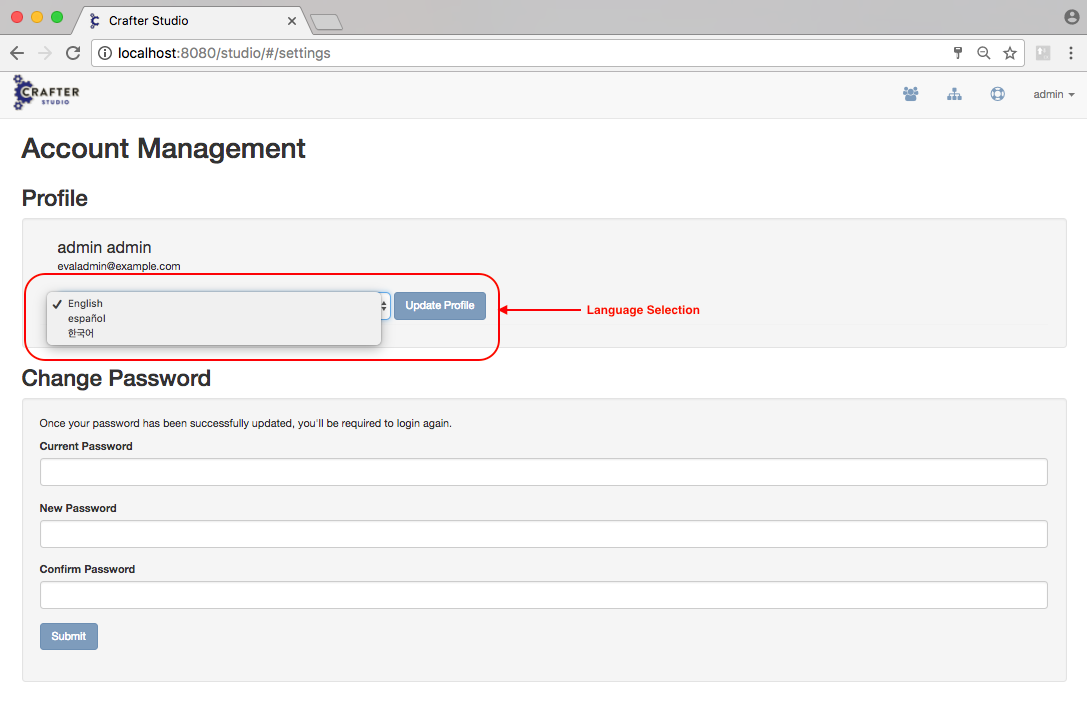 Crafter Studio
localhost:8080/studio/#/settings
CRAFTER
STUDIO
admin
Account Management
Profile
admin admin
evaladmin@example.com
English
español
한국어
Update Profile
Language Selection
Change Password
Once your password has been successfully updated, you'll be required to login again.
Current Password
New Password
Confirm Password
Submit